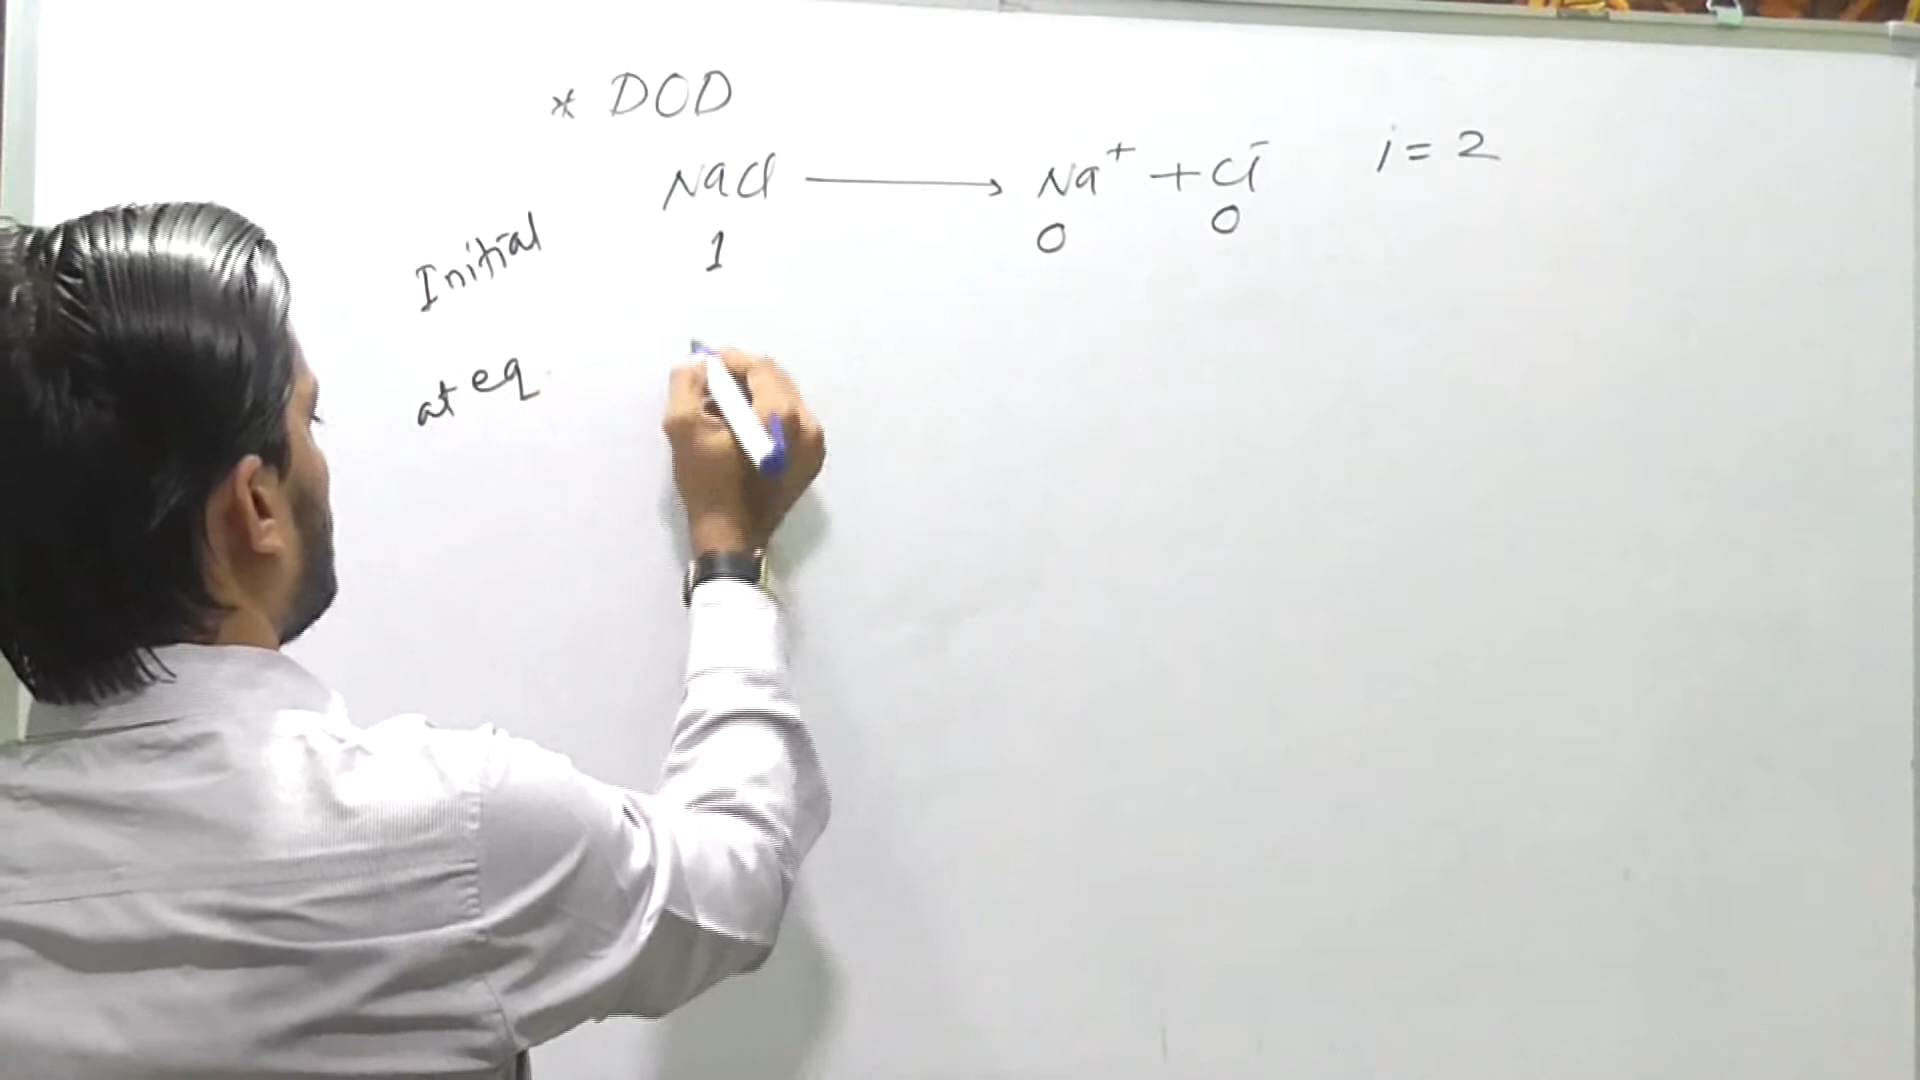 * DOD
NaCl → Na⁺ + Cl⁻ i = 2
Initial 1 0 0
at eq